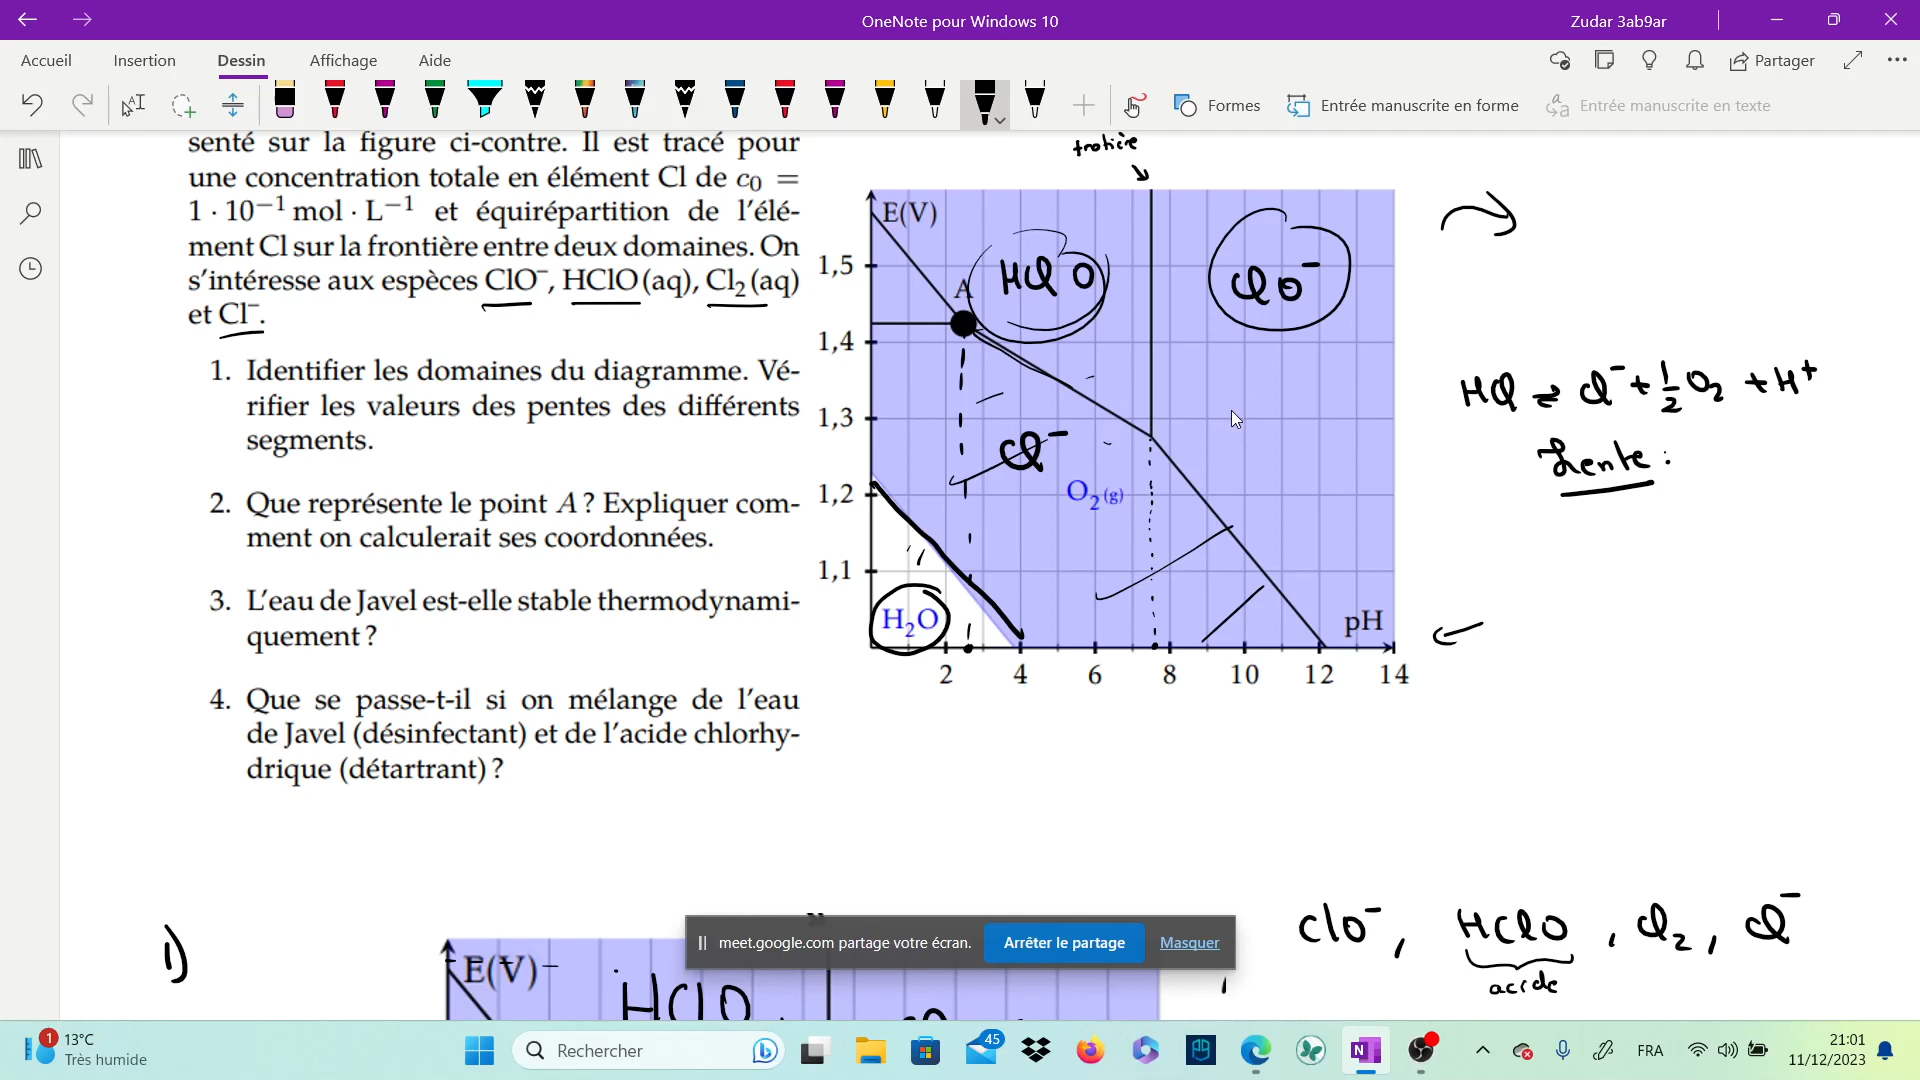 OneNote pour Windows 10
Zudar 3ab9ar
Accueil
Insertion
Dessin
Affichage
Aide
Partager
Formes
Entrée manuscrite en forme
Entrée manuscrite en texte
senté sur la figure ci-contre. Il est tracé pour
une concentration totale en élément Cl de c₀ =
1 · 10⁻¹ mol · L⁻¹ et équirépartition de l'élé-
ment Cl sur la frontière entre deux domaines. On
s'intéresse aux espèces ClO⁻, HClO (aq), Cl₂ (aq)
et Cl⁻.
1. Identifier les domaines du diagramme. Vé-
rifier les valeurs des pentes des différents
segments.
2. Que représente le point A ? Expliquer com-
ment on calculerait ses coordonnées.
3. L'eau de Javel est-elle stable thermodynami-
quement ?
4. Que se passe-t-il si on mélange de l'eau
de Javel (désinfectant) et de l'acide chlorhy-
drique (détartrant) ?
E(V)
1,5
1,4
1,3
1,2
1,1
A
HClO
ClO⁻
Cl⁻
O₂(g)
H₂O
pH
2 4 6 8 10 12 14
HCl ⇌ Cl⁻ + 1/2 O₂ + H⁺
Lente :
ClO⁻, HClO, Cl₂, Cl⁻
acide
1)
E(V)
HClO
meet.google.com partage votre écran.
Arrêter le partage
Masquer
1
13°C
Très humide
Rechercher
45
FRA
21:01
11/12/2023